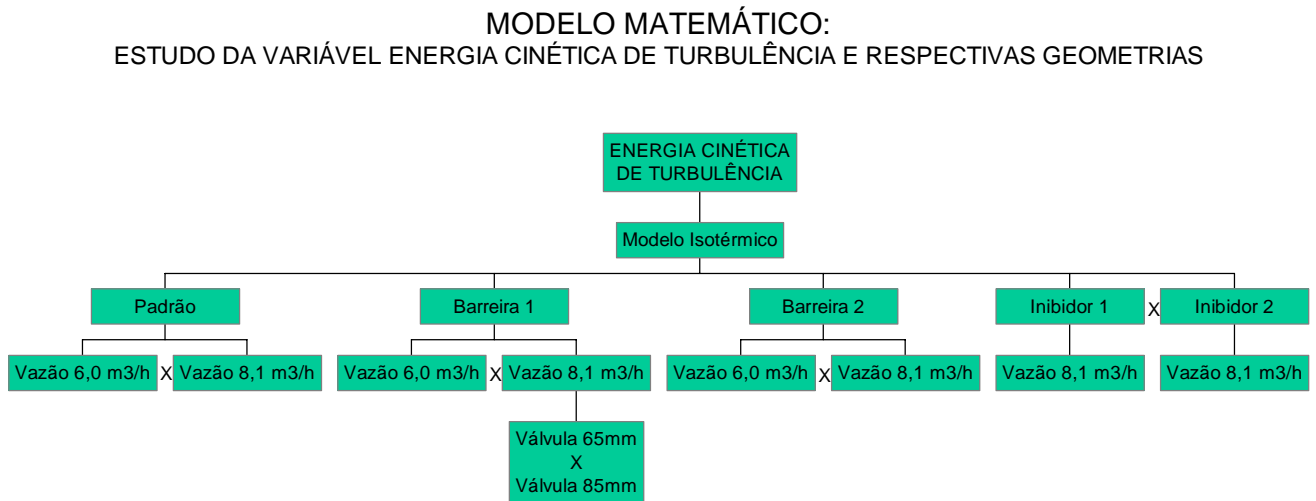 MODELO MATEMÁTICO:
ESTUDO DA VARIÁVEL ENERGIA CINÉTICA DE TURBULÊNCIA E RESPECTIVAS GEOMETRIAS
ENERGIA CINÉTICA
DE TURBULÊNCIA
Modelo Isotérmico
Padrão
Barreira 1
Barreira 2
Inibidor 1
X
Inibidor 2
Vazão 6,0 m3/h
X
Vazão 8,1 m3/h
Vazão 6,0 m3/h
X
Vazão 8,1 m3/h
Vazão 6,0 m3/h
X
Vazão 8,1 m3/h
Vazão 8,1 m3/h
Vazão 8,1 m3/h
Válvula 65mm
X
Válvula 85mm